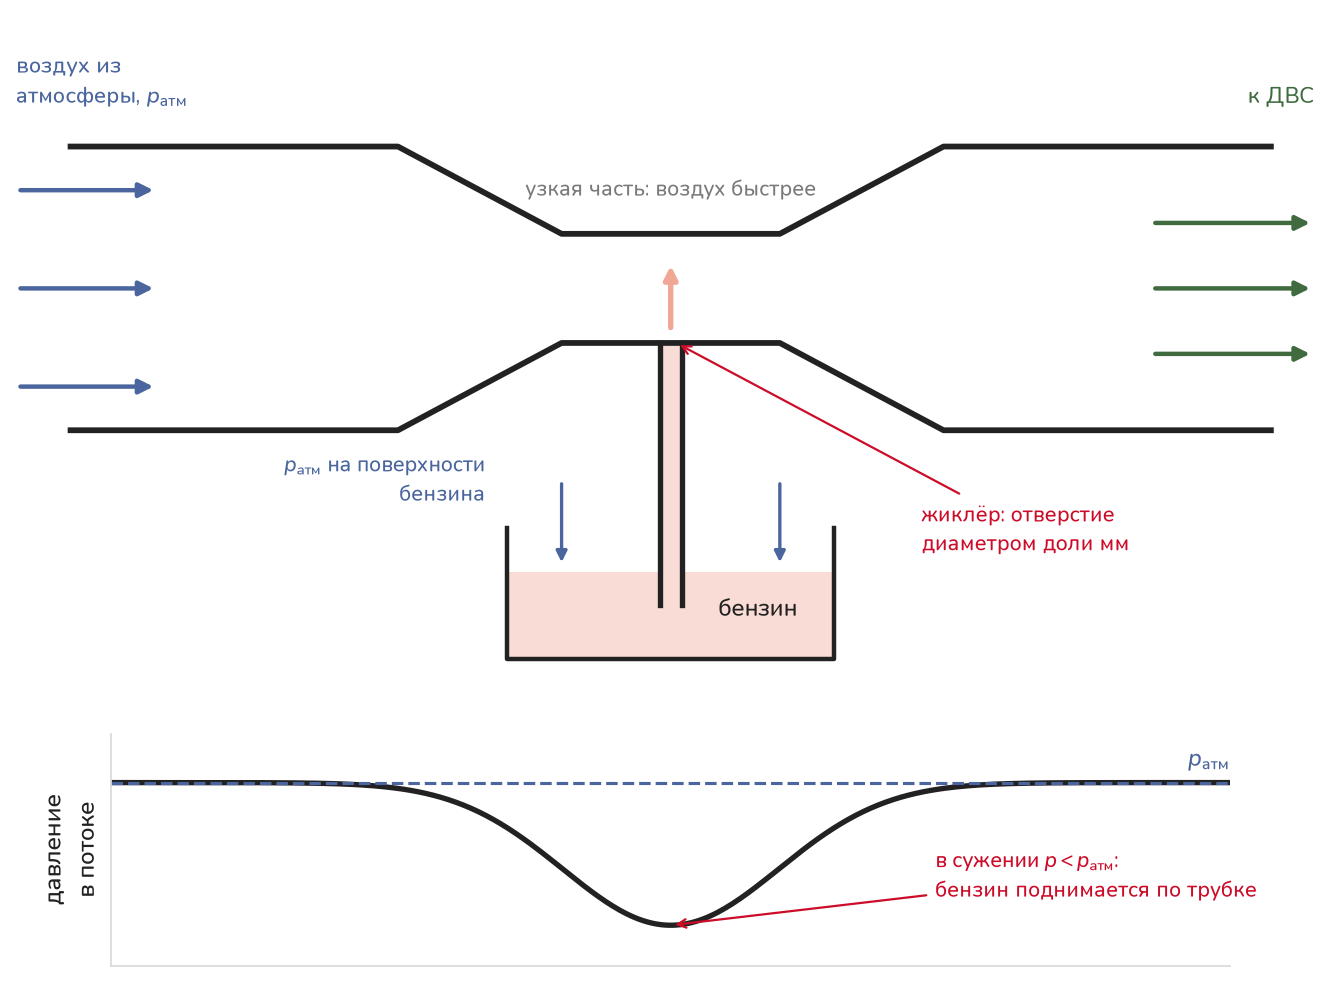 воздух из
атмосферы, pатм
к ДВС
узкая часть: воздух быстрее
pатм на поверхности
бензина
жиклёр: отверстие
диаметром доли мм
бензин
давление
в потоке
pатм
в сужении p < pатм:
бензин поднимается по трубке